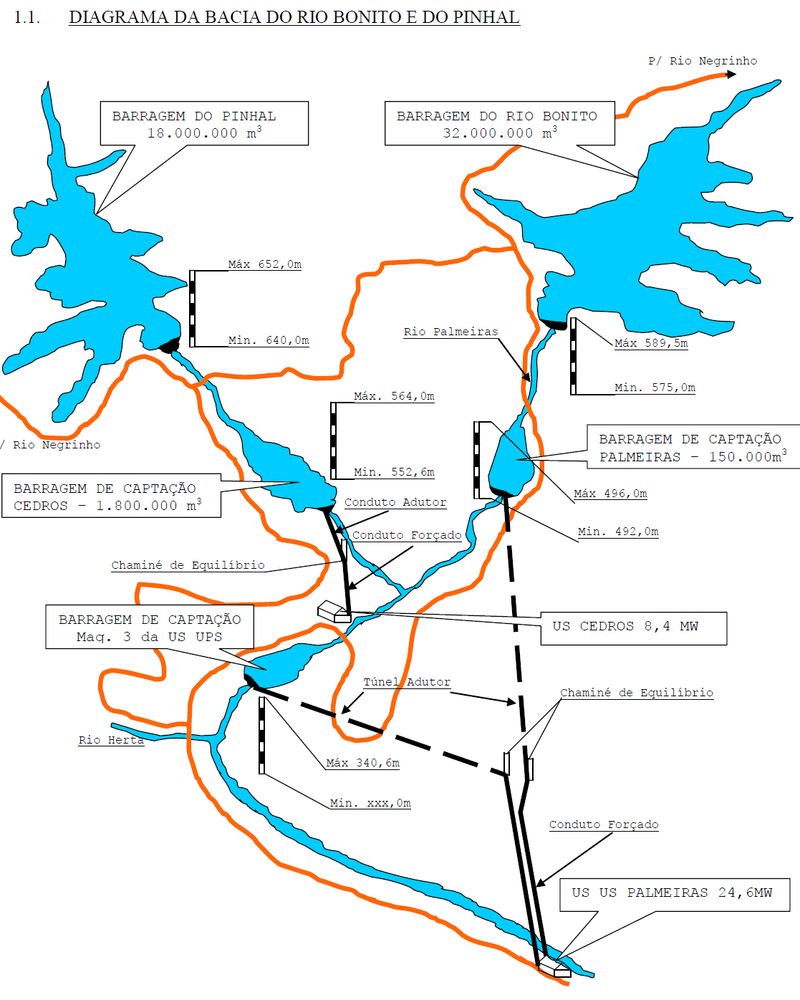 1.1. DIAGRAMA DA BACIA DO RIO BONITO E DO PINHAL
P/ Rio Negrinho
BARRAGEM DO PINHAL
18.000.000 m³
BARRAGEM DO RIO BONITO
32.000.000 m³
Máx 652,0m
Min. 640,0m
Rio Palmeiras
Máx 589,5m
Min. 575,0m
Máx. 564,0m
Min. 552,6m
/ Rio Negrinho
BARRAGEM DE CAPTAÇÃO
PALMEIRAS – 150.000m³
BARRAGEM DE CAPTAÇÃO
CEDROS – 1.800.000 m³
Máx 496,0m
Min. 492,0m
Conduto Adutor
Conduto Forçado
Chaminé de Equilíbrio
BARRAGEM DE CAPTAÇÃO
Maq. 3 da US UPS
US CEDROS 8,4 MW
Túnel Adutor
Chaminé de Equilíbrio
Rio Herta
Máx 340,6m
Min. xxx,0m
Conduto Forçado
US US PALMEIRAS 24,6MW